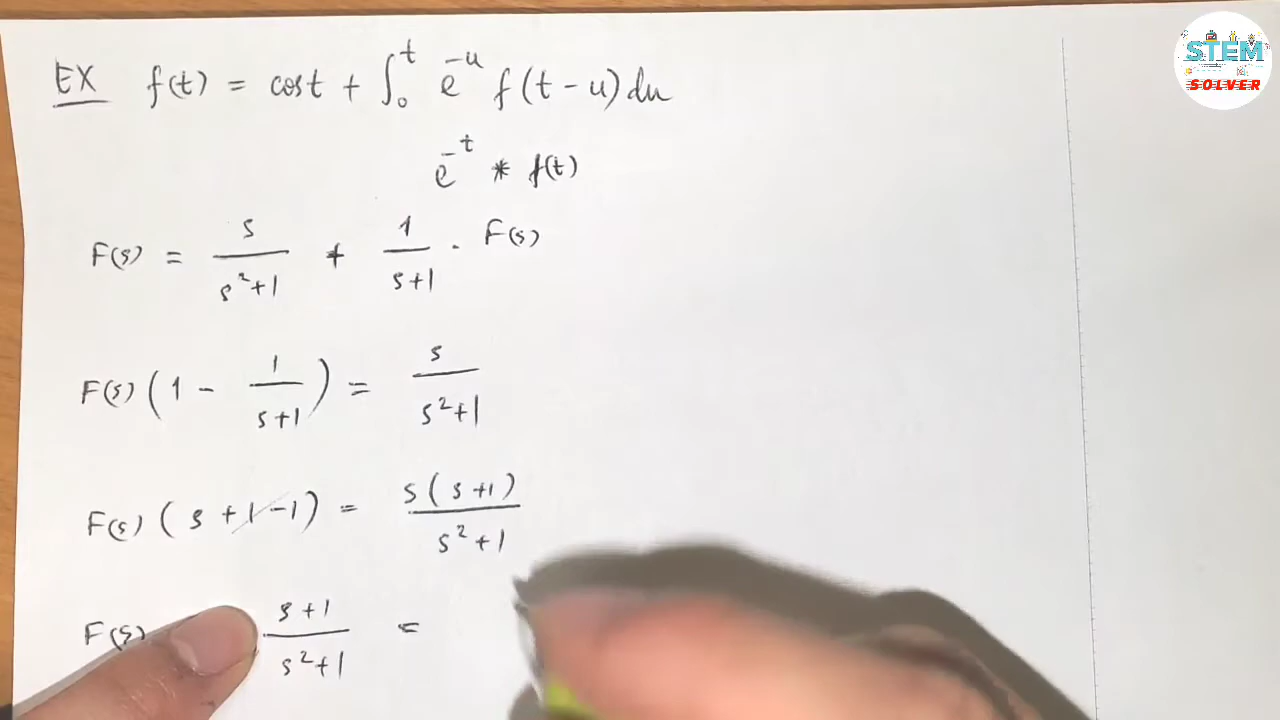 EX f(t) = cost + ∫₀ᵗ e⁻ᵘ f(t-u)du
e⁻ᵗ * f(t)
F(s) = s/(s²+1) + 1/(s+1) · F(s)
F(s)(1 - 1/(s+1)) = s/(s²+1)
F(s)(s+1-1) = s(s+1)/(s²+1)
F(s) (s+1)/(s²+1) =
STEM
SOLVER